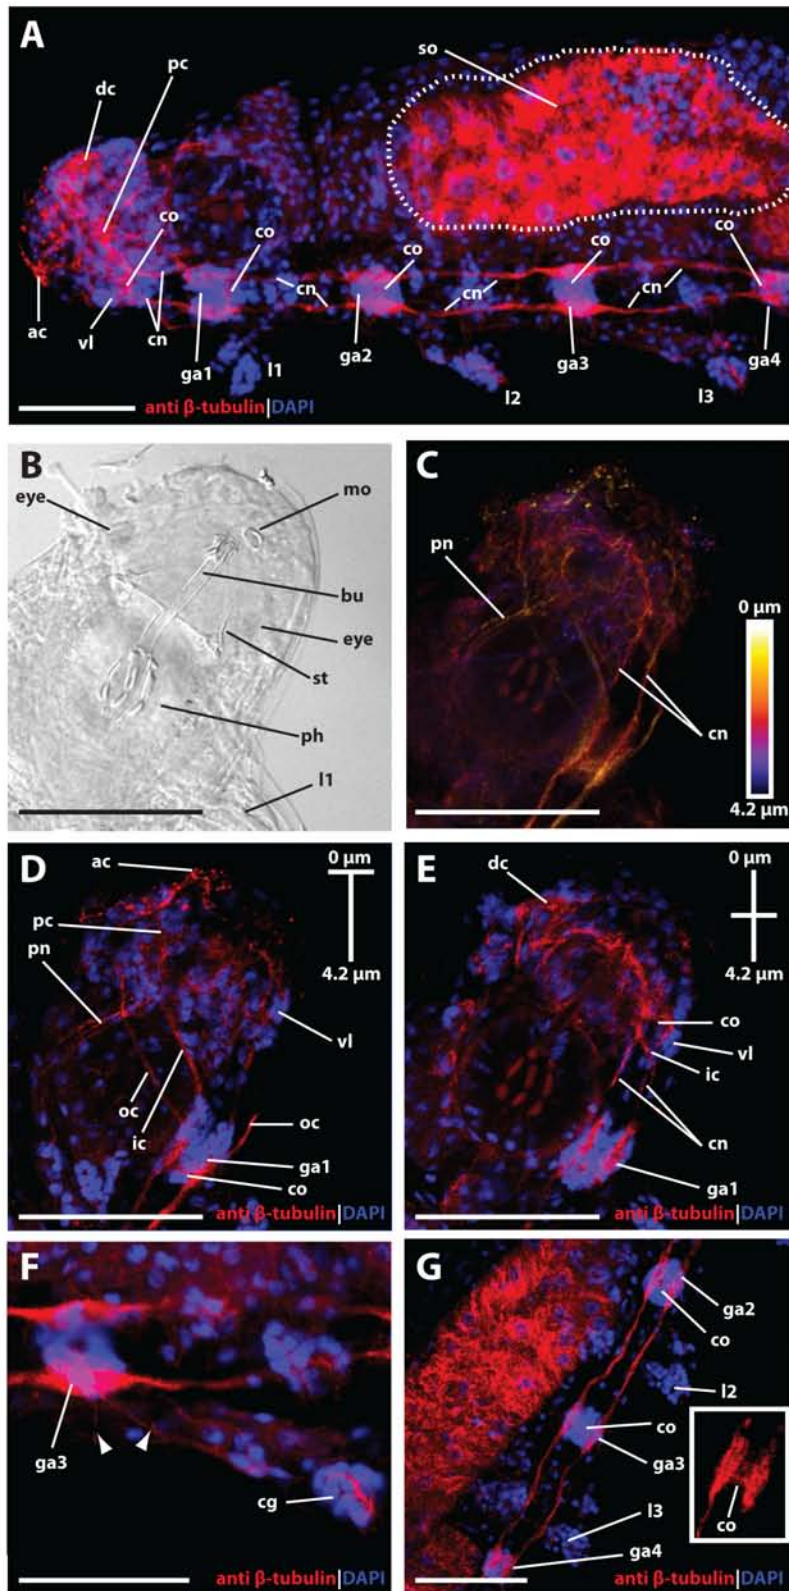 A
so
pc
dc
co
co
co
co
ac
vl
cn
cn
cn
cn
ga1
ga2
ga3
ga4
l1
l2
l3
anti β-tubulin|DAPI
B
eye
mo
bu
eye
st
ph
l1
C
pn
cn
0 μm
4.2 μm
D
ac
0 μm
4.2 μm
pc
pn
vl
oc
ic
oc
ga1
co
anti β-tubulin|DAPI
E
dc
0 μm
4.2 μm
co
vl
ic
cn
ga1
anti β-tubulin|DAPI
F
ga3
cg
anti β-tubulin|DAPI
G
ga2
co
l2
co
ga3
co
l3
ga4
anti β-tubulin|DAPI